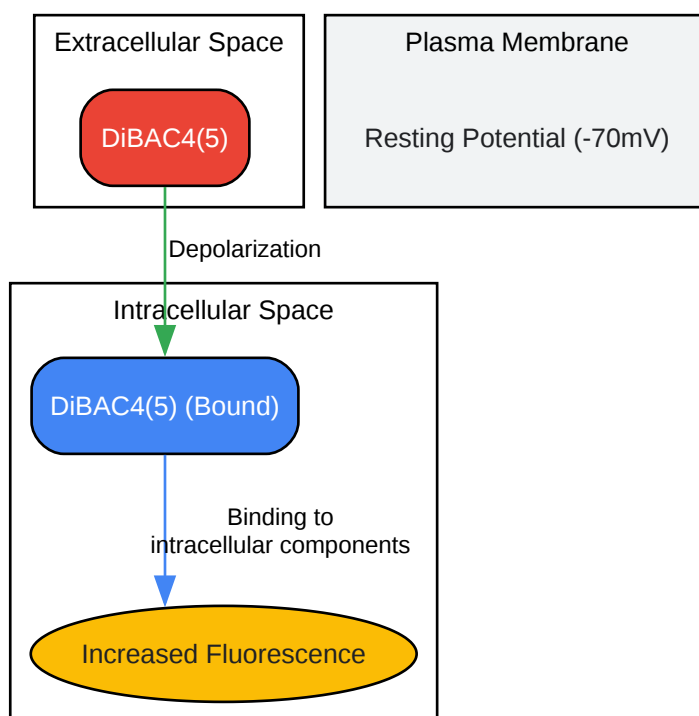 Extracellular Space
Plasma Membrane
DiBAC4(5)
Resting Potential (-70mV)
Depolarization
Intracellular Space
DiBAC4(5) (Bound)
Binding to
intracellular components
Increased Fluorescence